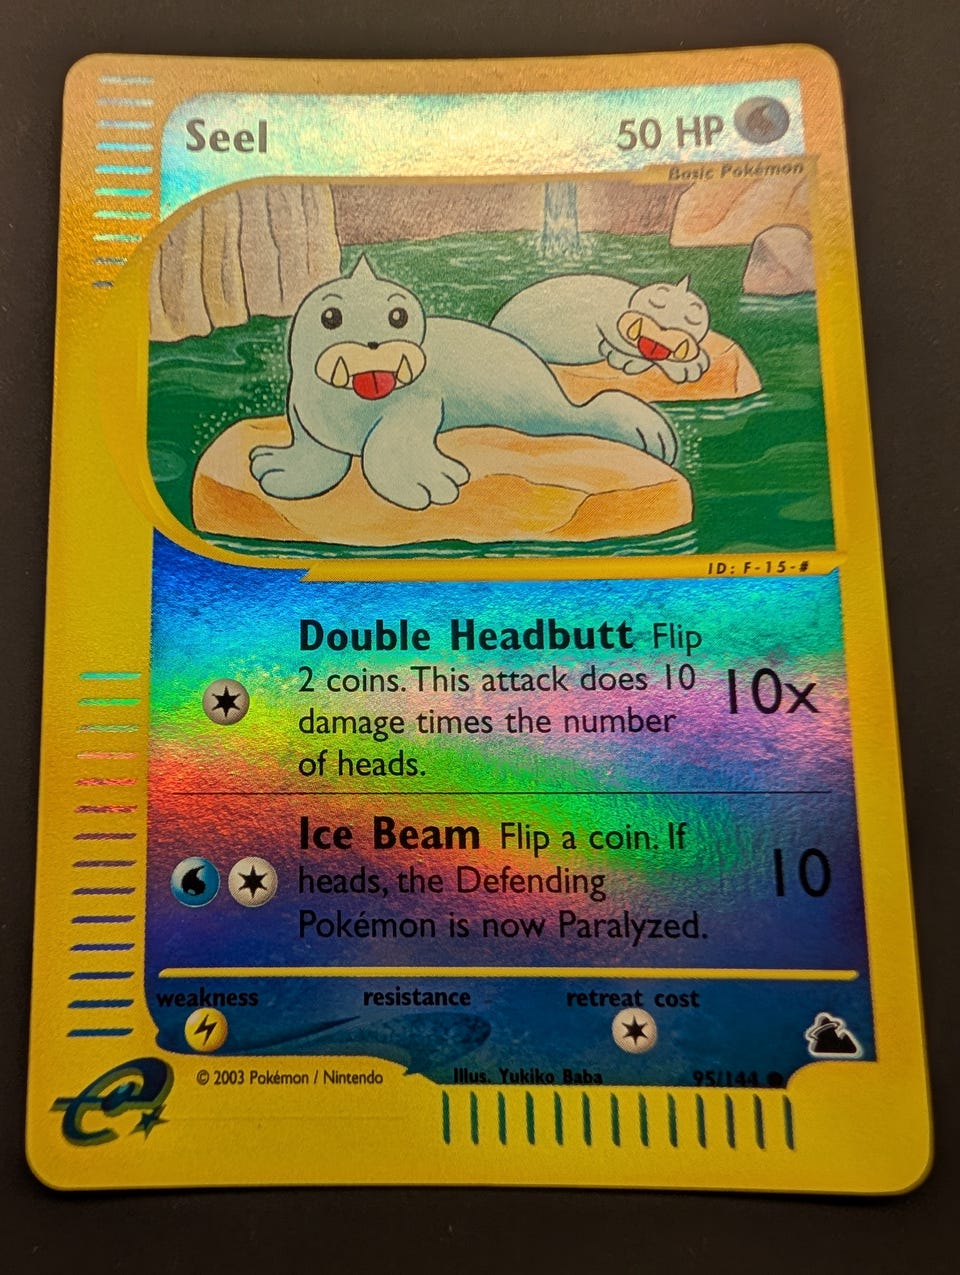 Seel
50 HP
Basic Pokémon
ID: F-15-#
Double Headbutt Flip
2 coins. This attack does 10
damage times the number
of heads.
10x
Ice Beam Flip a coin. If
heads, the Defending
Pokémon is now Paralyzed.
10
weakness resistance retreat cost
© 2003 Pokémon / Nintendo
Illus. Yukiko Baba
95/144 ●